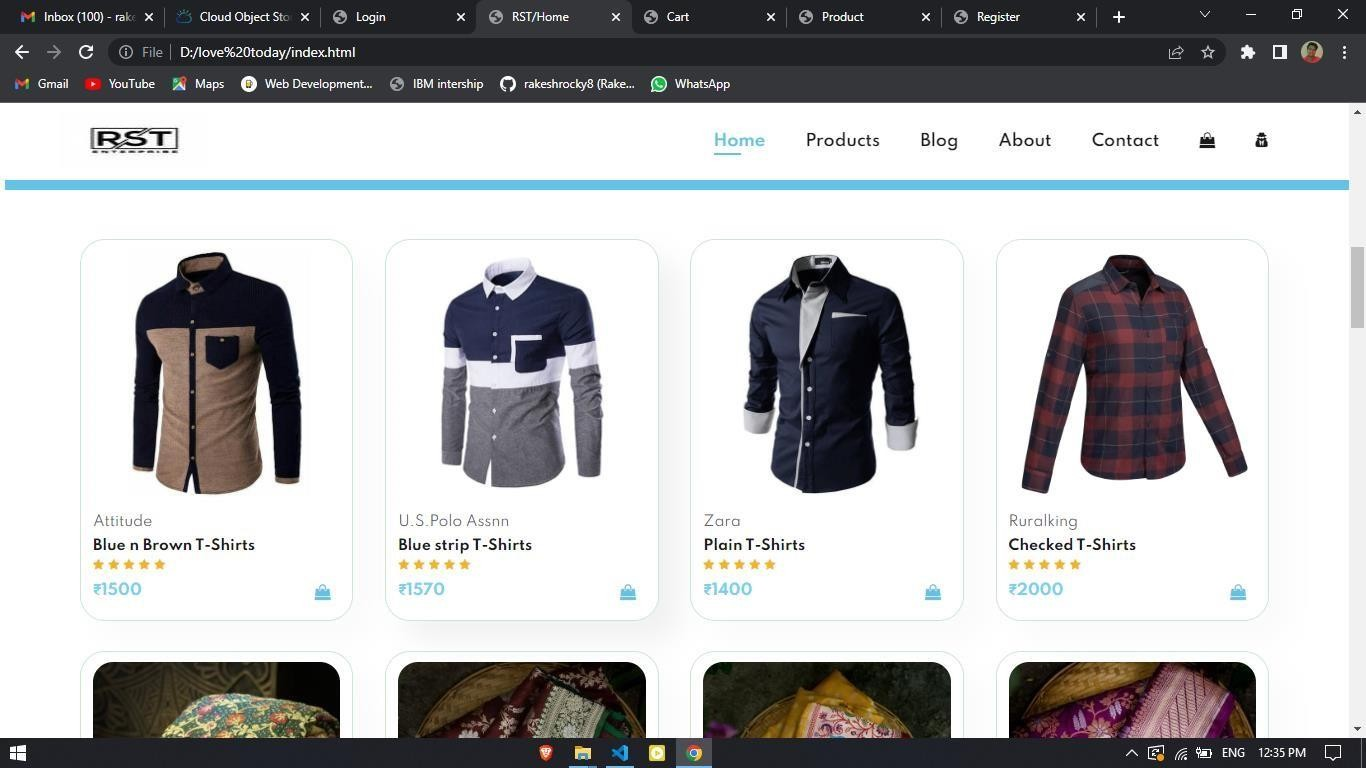 Inbox (100) - rake
Cloud Object Sto
Login
RST/Home
Cart
Product
Register
File
D:/love%20today/index.html
Gmail
YouTube
Maps
Web Development...
IBM intership
rakeshrocky8 (Rake...
WhatsApp
RST
ENTERPRISE
Home
Products
Blog
About
Contact
Attitude
Blue n Brown T-Shirts
₹1500
U.S.Polo Assnn
Blue strip T-Shirts
₹1570
Zara
Plain T-Shirts
₹1400
Ruralking
Checked T-Shirts
₹2000
ENG
12:35 PM